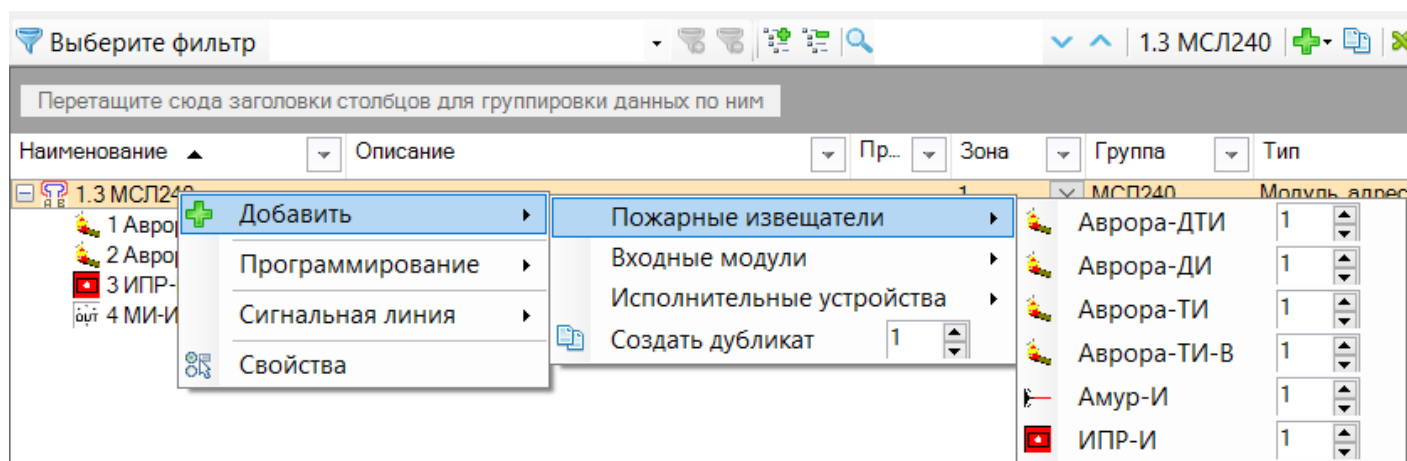 Выберите фильтр
1.3 МСЛ240
Перетащите сюда заголовки столбцов для группировки данных по ним
Наименование Описание Пр... Зона Группа Тип
1.3 МСЛ240 1 МСЛ240 Модуль адрес
1 Авро
2 Авро
3 ИПР-
4 МИ-И
Добавить
Программирование
Сигнальная линия
Свойства
Пожарные извещатели
Входные модули
Исполнительные устройства
Создать дубликат 1
Аврора-ДТИ 1
Аврора-ДИ 1
Аврора-ТИ 1
Аврора-ТИ-В 1
Амур-И 1
ИПР-И 1